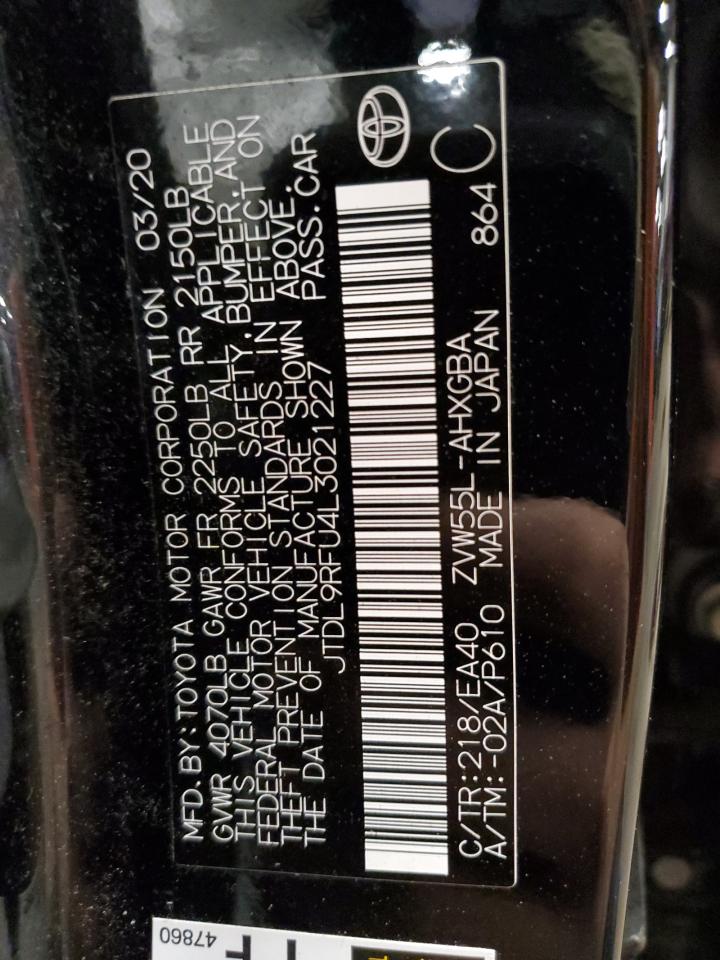 MFD.BY:TOYOTA MOTOR CORPORATION 03/20
GVWR 4070LB GAWR FR 2250LB RR 2150LB
THIS VEHICLE CONFORMS TO ALL APPLICABLE
FEDERAL MOTOR VEHICLE SAFETY, BUMPER, AND
THEFT PREVENTION STANDARDS IN EFFECT ON
THE DATE OF MANUFACTURE SHOWN ABOVE.
JTDL9RFU4L3021227 PASS.CAR
C/TR:218/EA40 ZVW55L-AHXGBA 864 C
A/TM:-02A/P610 MADE IN JAPAN
47860